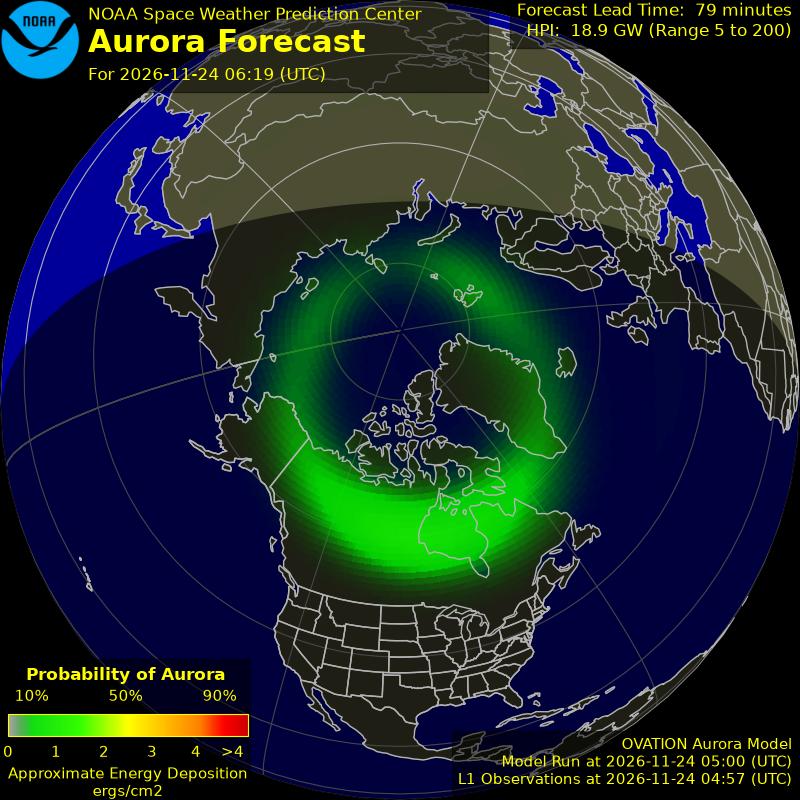 NOAA
NOAA Space Weather Prediction Center
Aurora Forecast
For 2026-11-24 06:19 (UTC)
Forecast Lead Time: 79 minutes
HPI: 18.9 GW (Range 5 to 200)
Probability of Aurora
10% 50% 90%
0 1 2 3 4 >4
Approximate Energy Deposition
ergs/cm2
OVATION Aurora Model
Model Run at 2026-11-24 05:00 (UTC)
L1 Observations at 2026-11-24 04:57 (UTC)